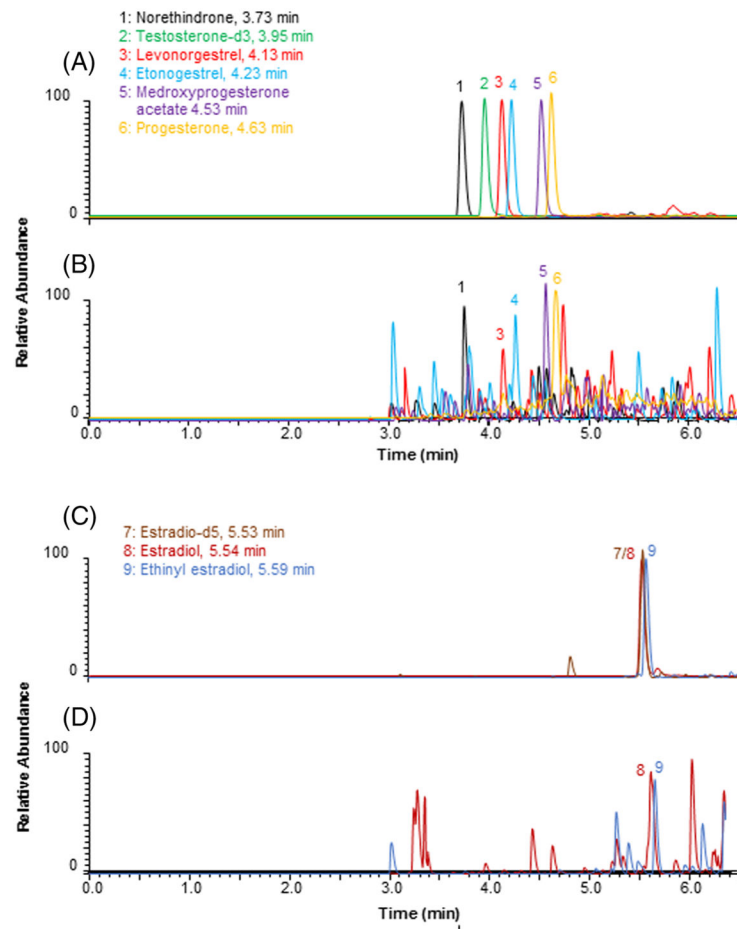 1: Norethindrone, 3.73 min
2: Testosterone-d3, 3.95 min
3: Levonorgestrel, 4.13 min
4: Etonogestrel, 4.23 min
5: Medroxyprogesterone
acetate 4.53 min
6: Progesterone, 4.63 min
(A)
1 2 3 4 5 6
100
0
(B)
1 3 4 5 6
100
0
Relative Abundance
0.0 1.0 2.0 3.0 4.0 5.0 6.0
Time (min)
(C)
7: Estradio-d5, 5.53 min
8: Estradiol, 5.54 min
9: Ethinyl estradiol, 5.59 min
7/8 9
100
0
(D)
8 9
100
0
Relative Abundance
0.0 1.0 2.0 3.0 4.0 5.0 6.0
Time (min)